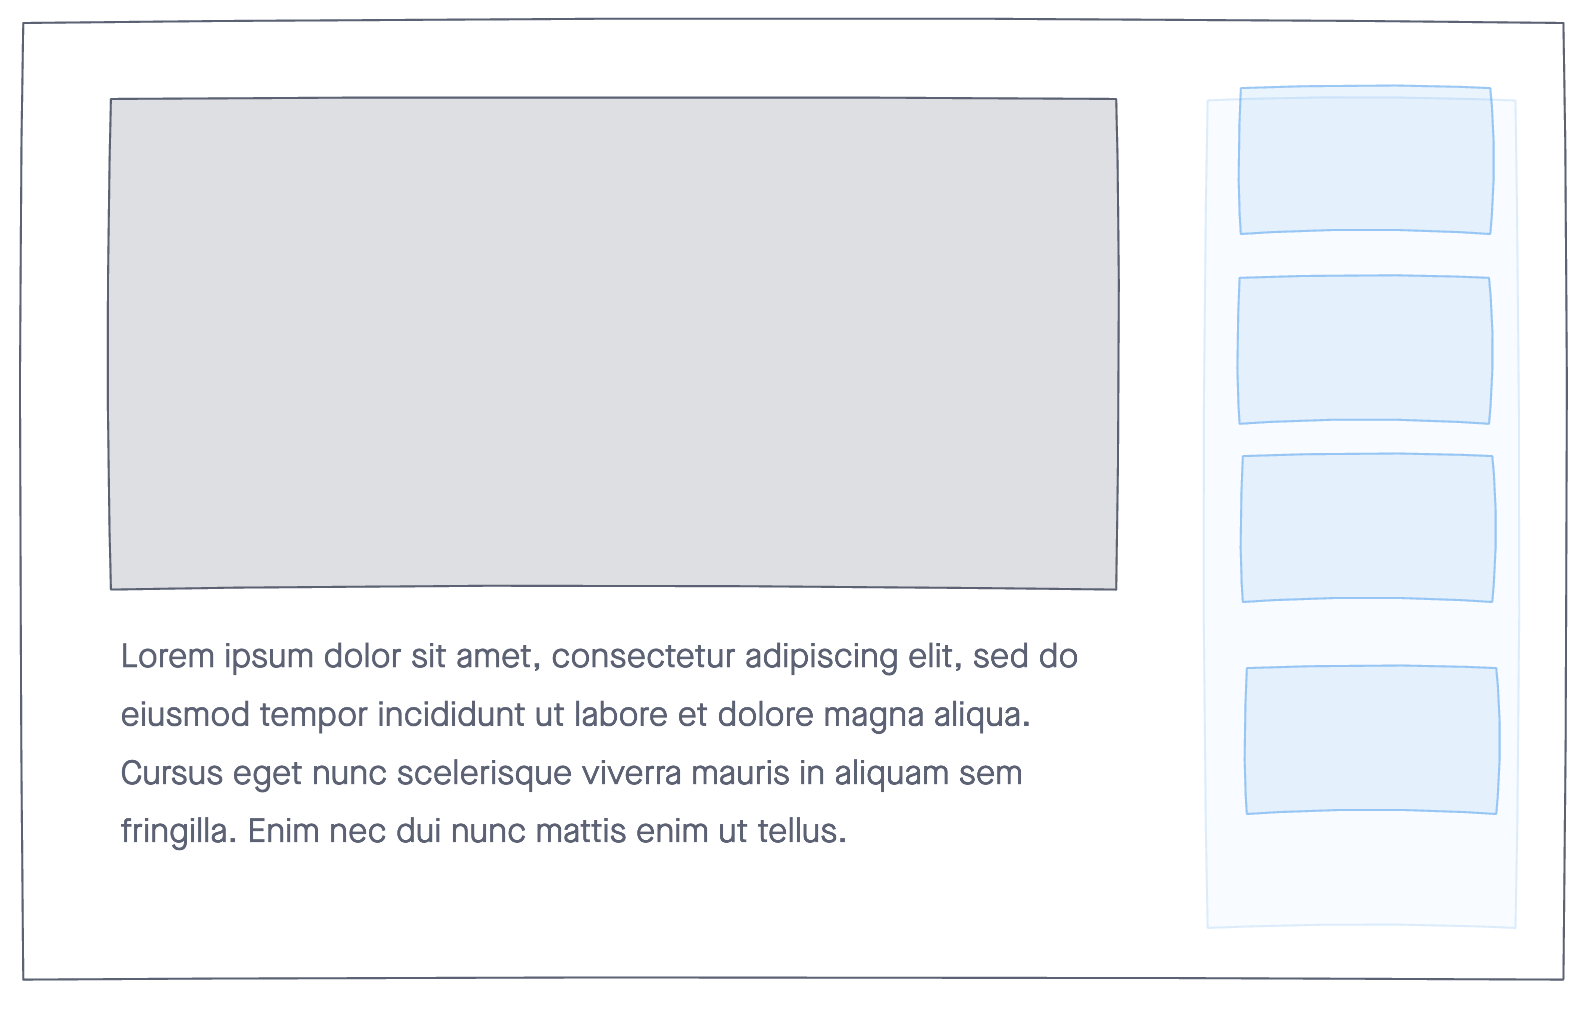 Lorem ipsum dolor sit amet, consectetur adipiscing elit, sed do
eiusmod tempor incididunt ut labore et dolore magna aliqua.
Cursus eget nunc scelerisque viverra mauris in aliquam sem
fringilla. Enim nec dui nunc mattis enim ut tellus.